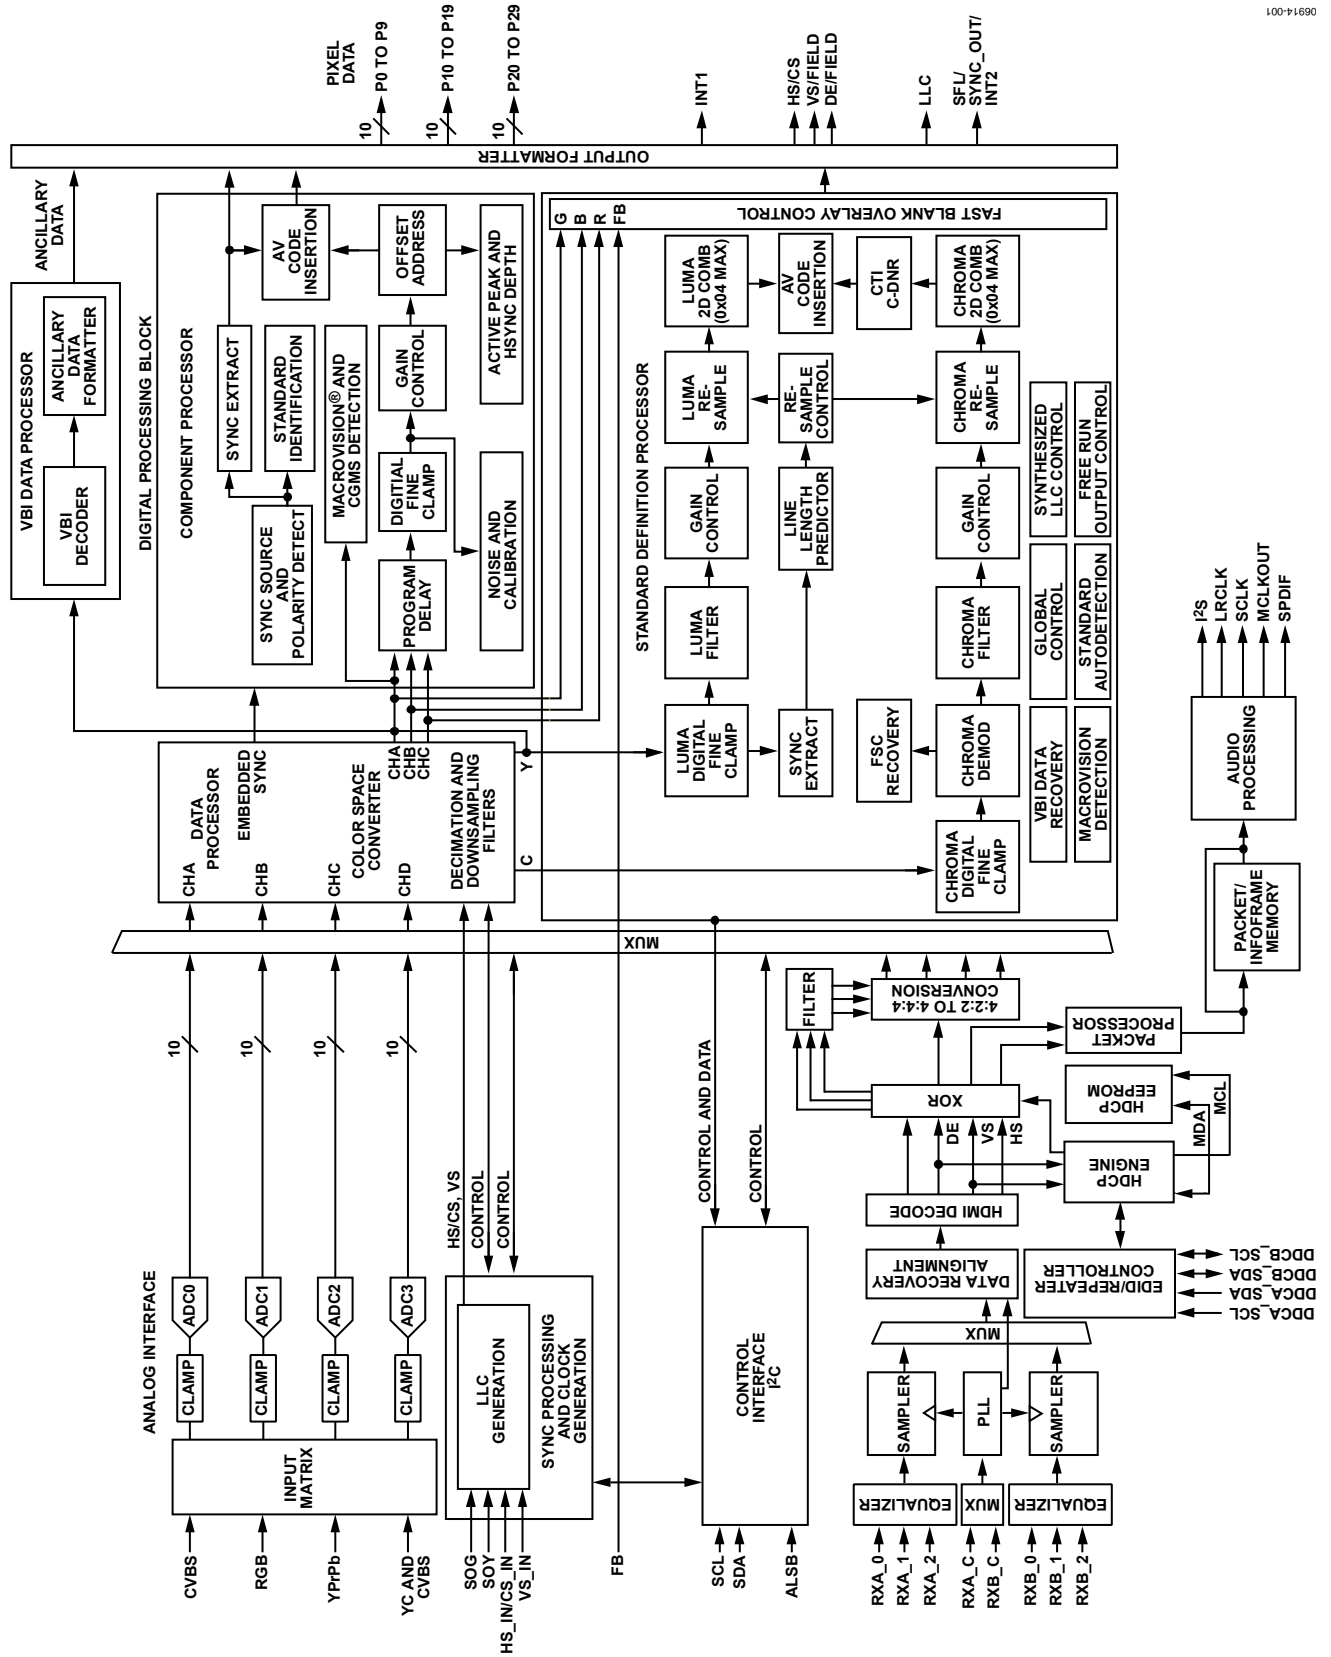 06914-001
PIXEL
DATA
P0 TO P9
P10 TO P19
P20 TO P29
10
10
10
INT1
HS/CS
VS/FIELD
DE/FIELD
LLC
SFL/
SYNC_OUT/
INT2
OUTPUT FORMATTER
ANCILLARY
DATA
VBI DATA PROCESSOR
ANCILLARY
DATA
FORMATTER
VBI
DECODER
DIGITAL PROCESSING BLOCK
COMPONENT PROCESSOR
SYNC EXTRACT
STANDARD
IDENTIFICATION
SYNC SOURCE
AND
POLARITY DETECT
MACROVISION® AND
CGMS DETECTION
AV
CODE
INSERTION
OFFSET
ADDRESS
GAIN
CONTROL
DIGITIAL
FINE
CLAMP
PROGRAM
DELAY
ACTIVE PEAK AND
HSYNC DEPTH
NOISE AND
CALIBRATION
STANDARD DEFINITION PROCESSOR
G
B
R
FB
FAST BLANK OVERLAY CONTROL
LUMA
2D COMB
(0x04 MAX)
AV
CODE
INSERTION
CTI
C-DNR
CHROMA
2D COMB
(0x04 MAX)
LUMA
RE-
SAMPLE
RE-
SAMPLE
CONTROL
CHROMA
RE-
SAMPLE
GAIN
CONTROL
LINE
LENGTH
PREDICTOR
GAIN
CONTROL
LUMA
FILTER
CHROMA
FILTER
LUMA
DIGITAL
FINE
CLAMP
SYNC
EXTRACT
FSC
RECOVERY
CHROMA
DEMOD
CHROMA
DIGITAL
FINE
CLAMP
SYNTHESIZED
LLC CONTROL
FREE RUN
OUTPUT CONTROL
GLOBAL
CONTROL
STANDARD
AUTODETECTION
VBI DATA
RECOVERY
MACROVISION
DETECTION
CHA
CHB
CHC
CHD
DATA
PROCESSOR
EMBEDDED
SYNC
COLOR SPACE
CONVERTER
CHA
CHB
CHC
DECIMATION AND
DOWNSAMPLING
FILTERS
Y
C
MUX
10
10
10
10
ANALOG INTERFACE
ADC0
ADC1
ADC2
ADC3
CLAMP
CLAMP
CLAMP
CLAMP
INPUT
MATRIX
CVBS
RGB
YPrPb
YC AND
CVBS
HS/CS, VS
CONTROL
CONTROL
LLC
GENERATION
SYNC PROCESSING
AND CLOCK
GENERATION
SOG
SOY
HS_IN/CS_IN
VS_IN
FB
CONTROL AND DATA
CONTROL
CONTROL
INTERFACE
I2C
SCL
SDA
ALSB
FILTER
4:2:2 TO 4:4:4
CONVERSION
XOR
DE
VS
HS
HDMI DECODE
DATA RECOVERY
ALIGNMENT
MUX
SAMPLER
PLL
SAMPLER
EQUALIZER
MUX
EQUALIZER
RXA_0
RXA_1
RXA_2
RXA_C
RXB_C
RXB_0
RXB_1
RXB_2
PACKET
PROCESSOR
HDCP
EEPROM
MDA
MCL
HDCP
ENGINE
EDID/REPEATER
CONTROLLER
DDCB_SCL
DDCB_SDA
DDCA_SDA
DDCA_SCL
PACKET/
INFOFRAME
MEMORY
AUDIO
PROCESSING
I2S
LRCLK
SCLK
MCLKOUT
SPDIF